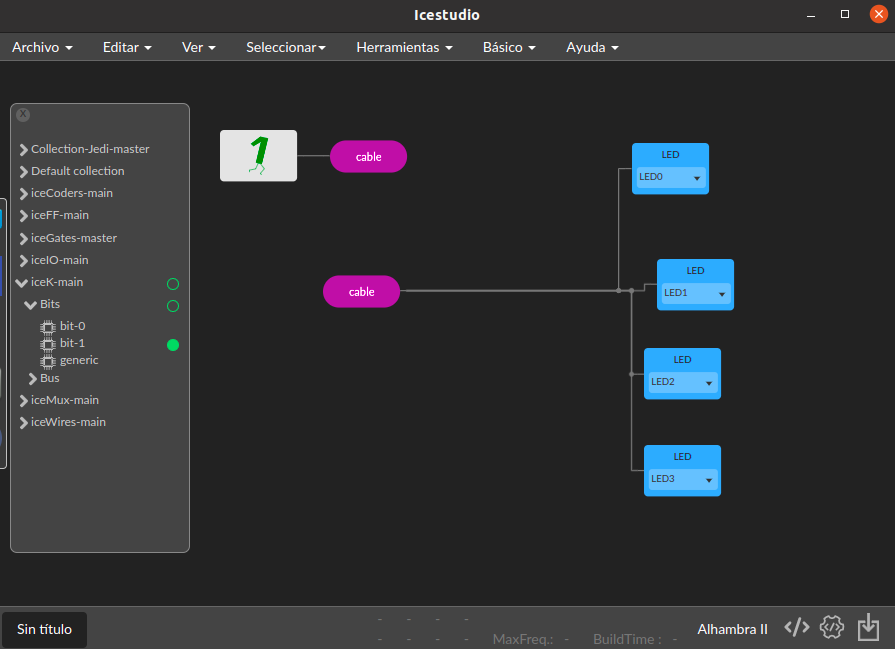 Icestudio
Archivo Editar Ver Seleccionar Herramientas Básico Ayuda
X
Collection-Jedi-master
Default collection
iceCoders-main
iceFF-main
iceGates-master
iceIO-main
iceK-main
Bits
bit-0
bit-1
generic
Bus
iceMux-main
iceWires-main
1
cable
cable
LED
LED0
LED
LED1
LED
LED2
LED
LED3
Sin título
- - - -
- - - - MaxFreq.: - BuildTime : -
Alhambra II </>